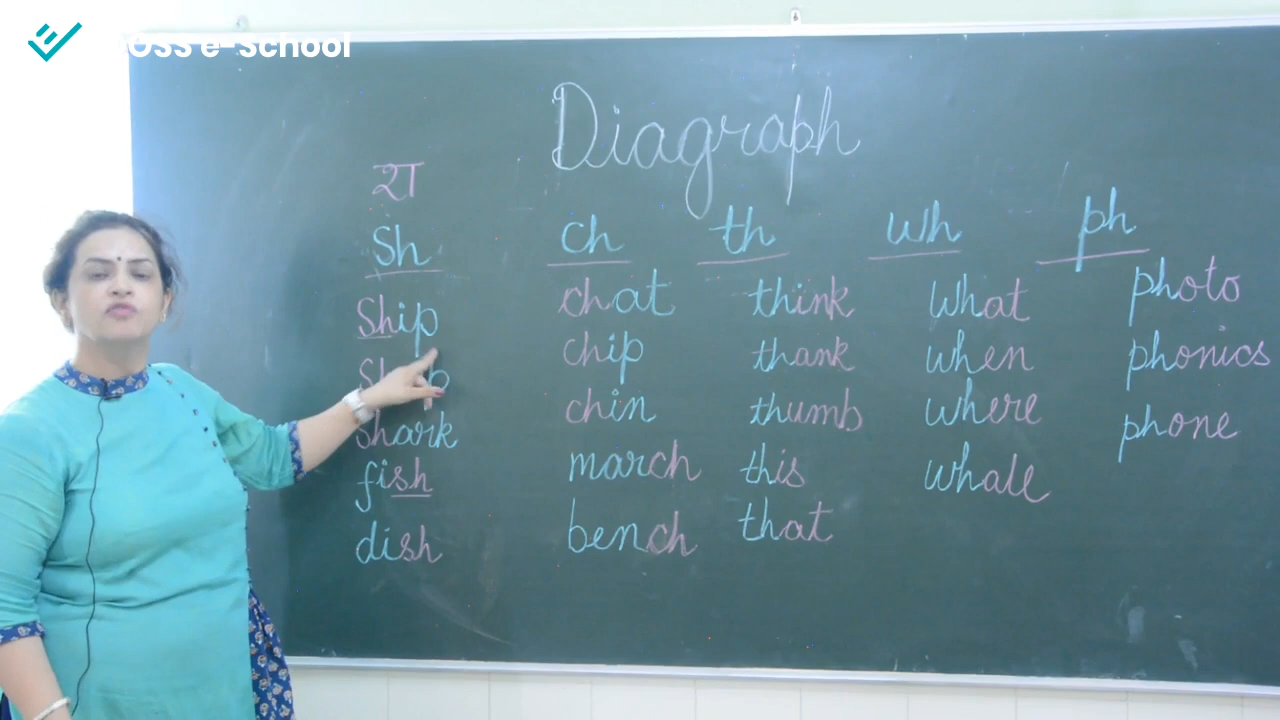 OSS e-School
Diagraph
श
Sh
Ship
shark
fish
dish
ch
chat
chip
chin
march
bench
th
think
thank
thumb
this
that
wh
what
when
where
whale
ph
photo
phonics
phone